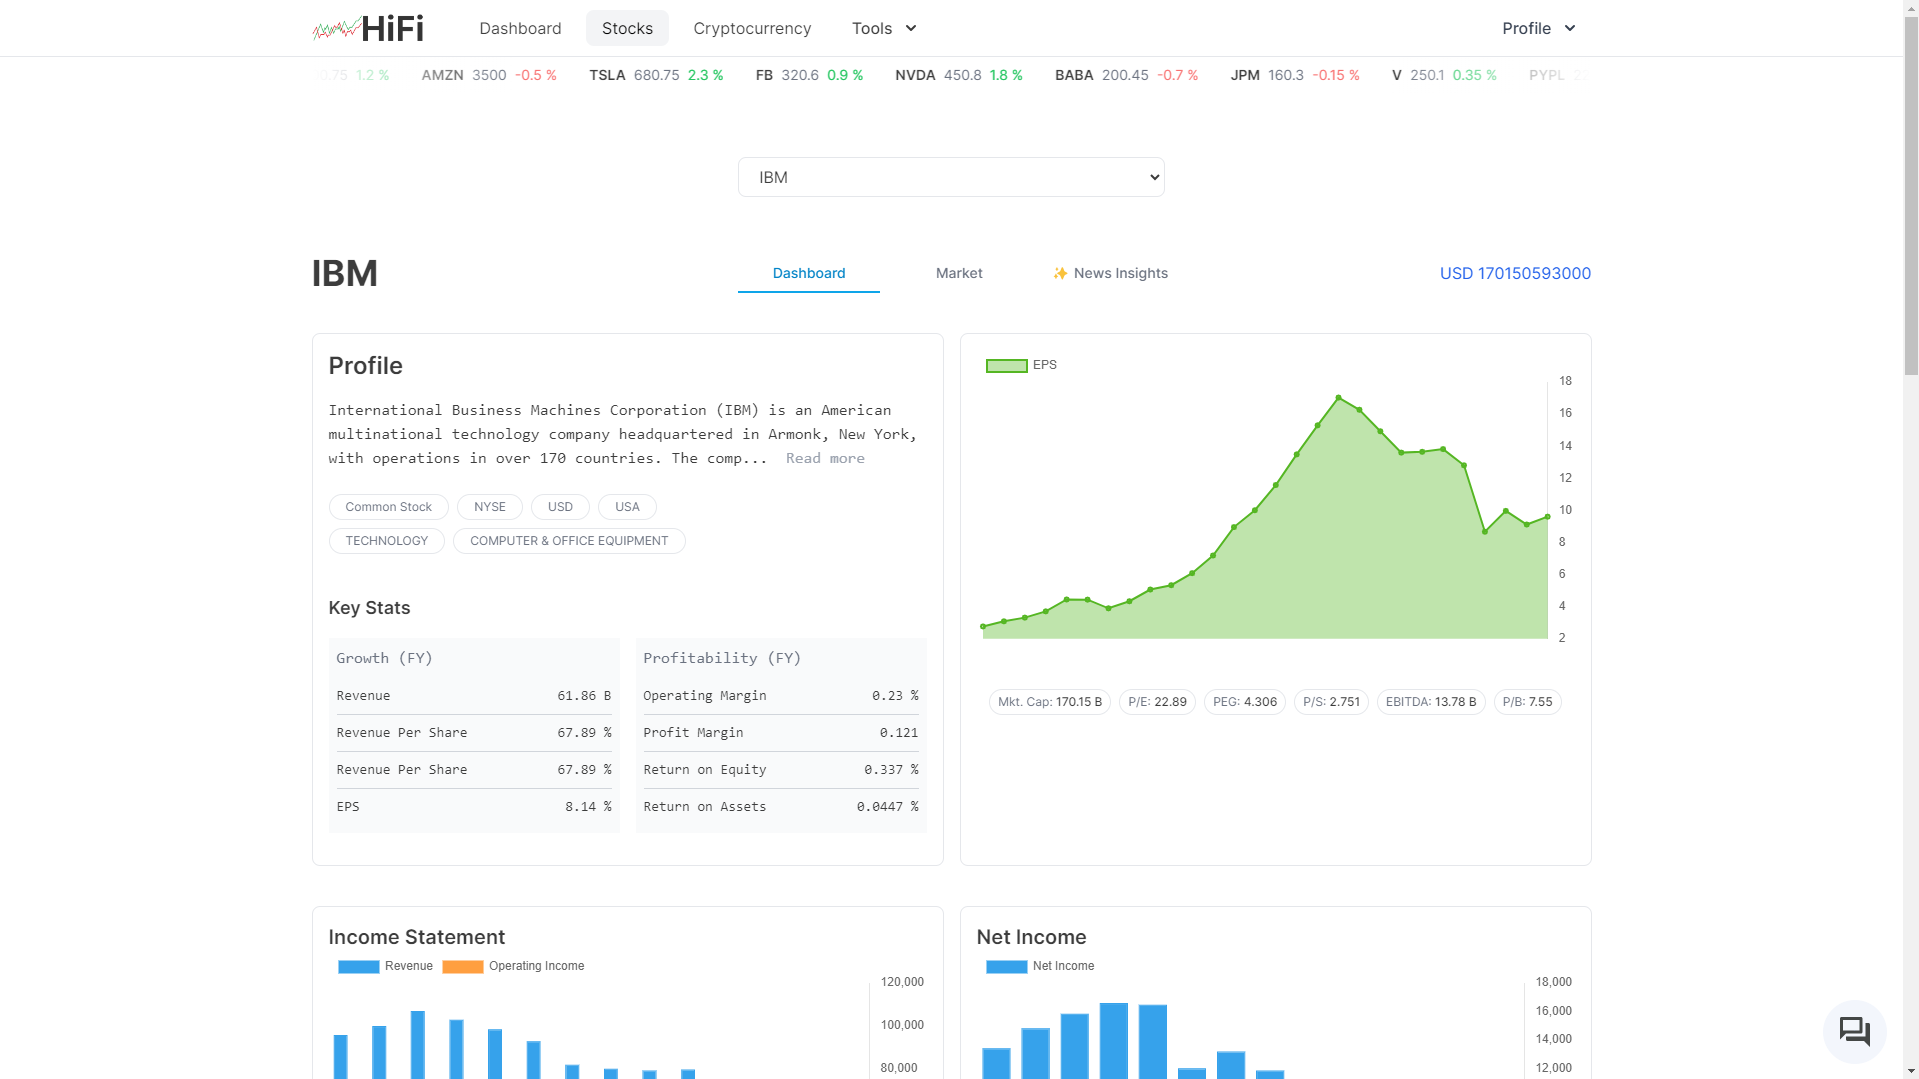 HiFi Dashboard Stocks Cryptocurrency Tools Profile
0.75 1.2 % AMZN 3500 -0.5 % TSLA 680.75 2.3 % FB 320.6 0.9 % NVDA 450.8 1.8 % BABA 200.45 -0.7 % JPM 160.3 -0.15 % V 250.1 0.35 % PYPL
IBM
IBM Dashboard Market ✨ News Insights USD 170150593000
Profile
International Business Machines Corporation (IBM) is an American
multinational technology company headquartered in Armonk, New York,
with operations in over 170 countries. The comp... Read more
Common Stock NYSE USD USA
TECHNOLOGY COMPUTER & OFFICE EQUIPMENT
Key Stats
Growth (FY)
Revenue 61.86 B
Revenue Per Share 67.89 %
Revenue Per Share 67.89 %
EPS 8.14 %
Profitability (FY)
Operating Margin 0.23 %
Profit Margin 0.121
Return on Equity 0.337 %
Return on Assets 0.0447 %
EPS
18
16
14
12
10
8
6
4
2
Mkt. Cap: 170.15 B P/E: 22.89 PEG: 4.306 P/S: 2.751 EBITDA: 13.78 B P/B: 7.55
Income Statement
Revenue Operating Income
120,000
100,000
80,000
Net Income
Net Income
18,000
16,000
14,000
12,000